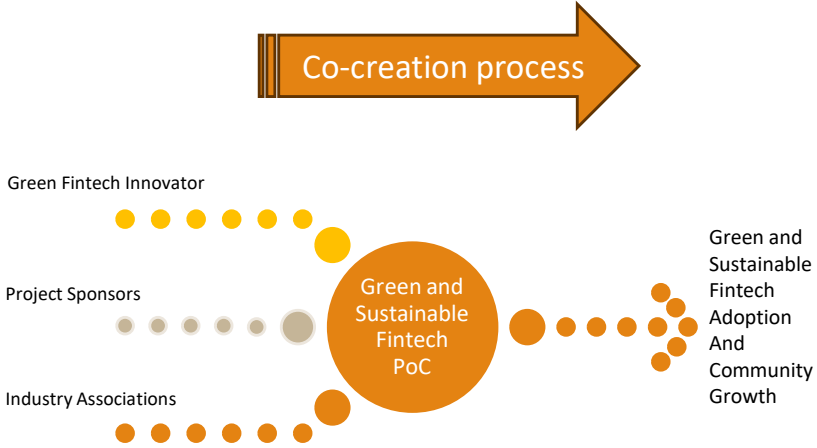 Co-creation process
Green Fintech Innovator
Project Sponsors
Industry Associations
Green and
Sustainable
Fintech
PoC
Green and
Sustainable
Fintech
Adoption
And
Community
Growth